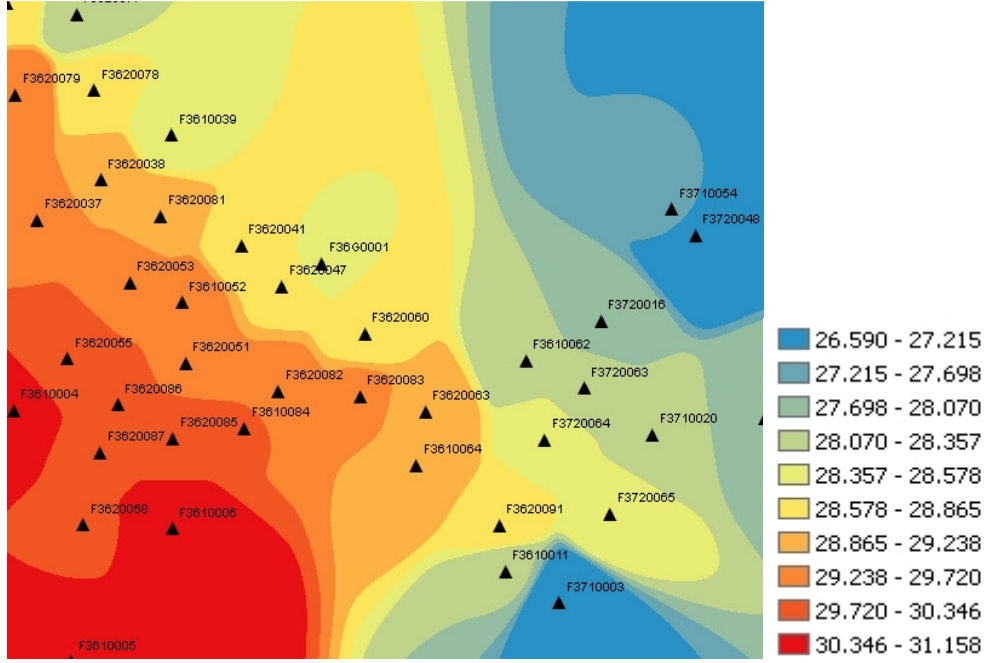 F3620079
F3620078
F3610039
F3620038
F3620037
F3620081
F3710054
F3720048
F3620041
F36G0001
F3620047
F3620053
F3610052
F3720016
F3620060
F3620055
F3620051
F3610062
F3720063
F3610004
F3620086
F3620082
F3620083
F3620063
F3620085
F3610084
F3720064
F3710020
F3620087
F3610064
F3620058
F3610006
F3620091
F3720065
F3610011
F3710003
F3610005
26.590 - 27.215
27.215 - 27.698
27.698 - 28.070
28.070 - 28.357
28.357 - 28.578
28.578 - 28.865
28.865 - 29.238
29.238 - 29.720
29.720 - 30.346
30.346 - 31.158